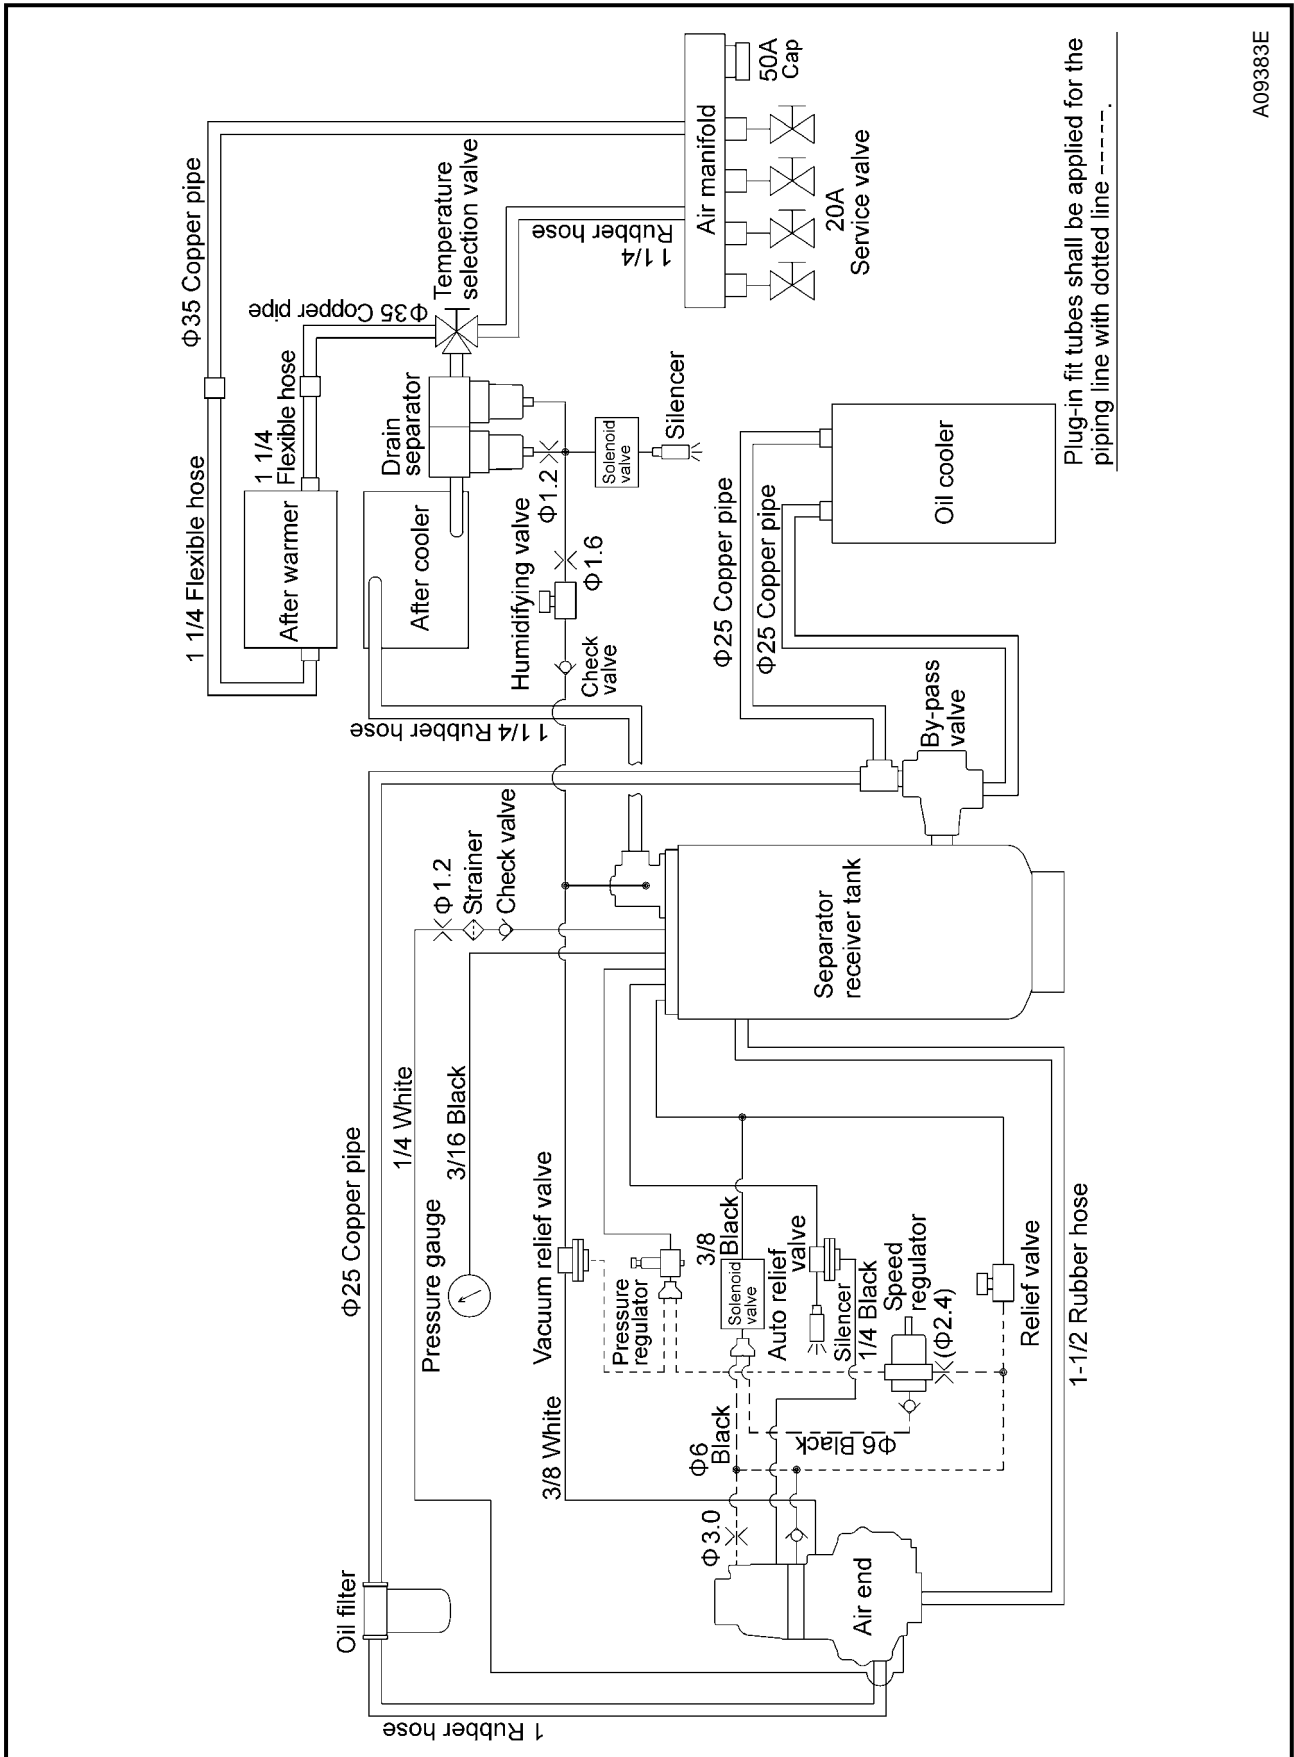 A09383E
Plug-in fit tubes shall be applied for the
piping line with dotted line ------.
50A
Cap
Air manifold
20A
Service valve
Φ35 Copper pipe
Temperature
selection valve
1 1/4
Rubber hose
Φ35 Copper pipe
1 1/4
Flexible hose
1 1/4 Flexible hose
After warmer
Drain
separator
After cooler
Silencer
Solenoid
valve
Φ1.2
Φ1.6
Humidifying valve
Check
valve
1 1/4 Rubber hose
Φ25 Copper pipe
Φ25 Copper pipe
Oil cooler
By-pass
valve
Φ1.2
Strainer
Check valve
Separator
receiver tank
Φ25 Copper pipe
1/4 White
3/16 Black
Pressure gauge
Vacuum relief valve
Pressure
regulator
3/8
Black
Solenoid
valve
Auto relief
valve
Silencer
1/4 Black
Speed
regulator
(Φ2.4)
Relief valve
1-1/2 Rubber hose
3/8 White
Φ6
Black
Φ6 Black
Φ3.0
Air end
Oil filter
1 Rubber hose